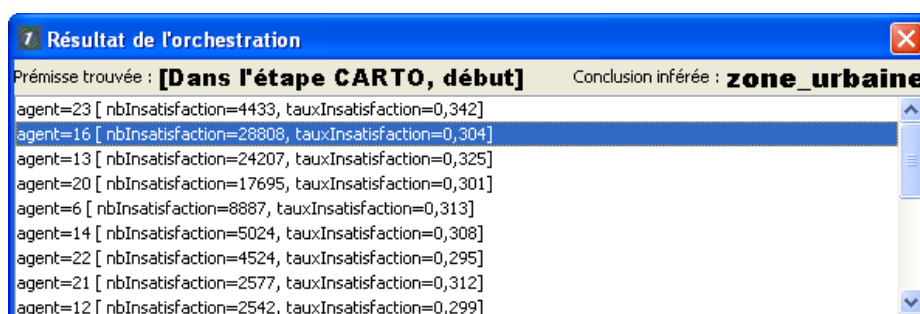 Résultat de l'orchestration
Prémisse trouvée : [Dans l'étape CARTO, début] Conclusion inférée : zone_urbaine
agent=23 [ nbInsatisfaction=4433, tauxInsatisfaction=0,342]
agent=16 [ nbInsatisfaction=28808, tauxInsatisfaction=0,304]
agent=13 [ nbInsatisfaction=24207, tauxInsatisfaction=0,325]
agent=20 [ nbInsatisfaction=17695, tauxInsatisfaction=0,301]
agent=6 [ nbInsatisfaction=8887, tauxInsatisfaction=0,313]
agent=14 [ nbInsatisfaction=5024, tauxInsatisfaction=0,308]
agent=22 [ nbInsatisfaction=4524, tauxInsatisfaction=0,295]
agent=21 [ nbInsatisfaction=2577, tauxInsatisfaction=0,312]
agent=12 [ nbInsatisfaction=2542, tauxInsatisfaction=0,299]